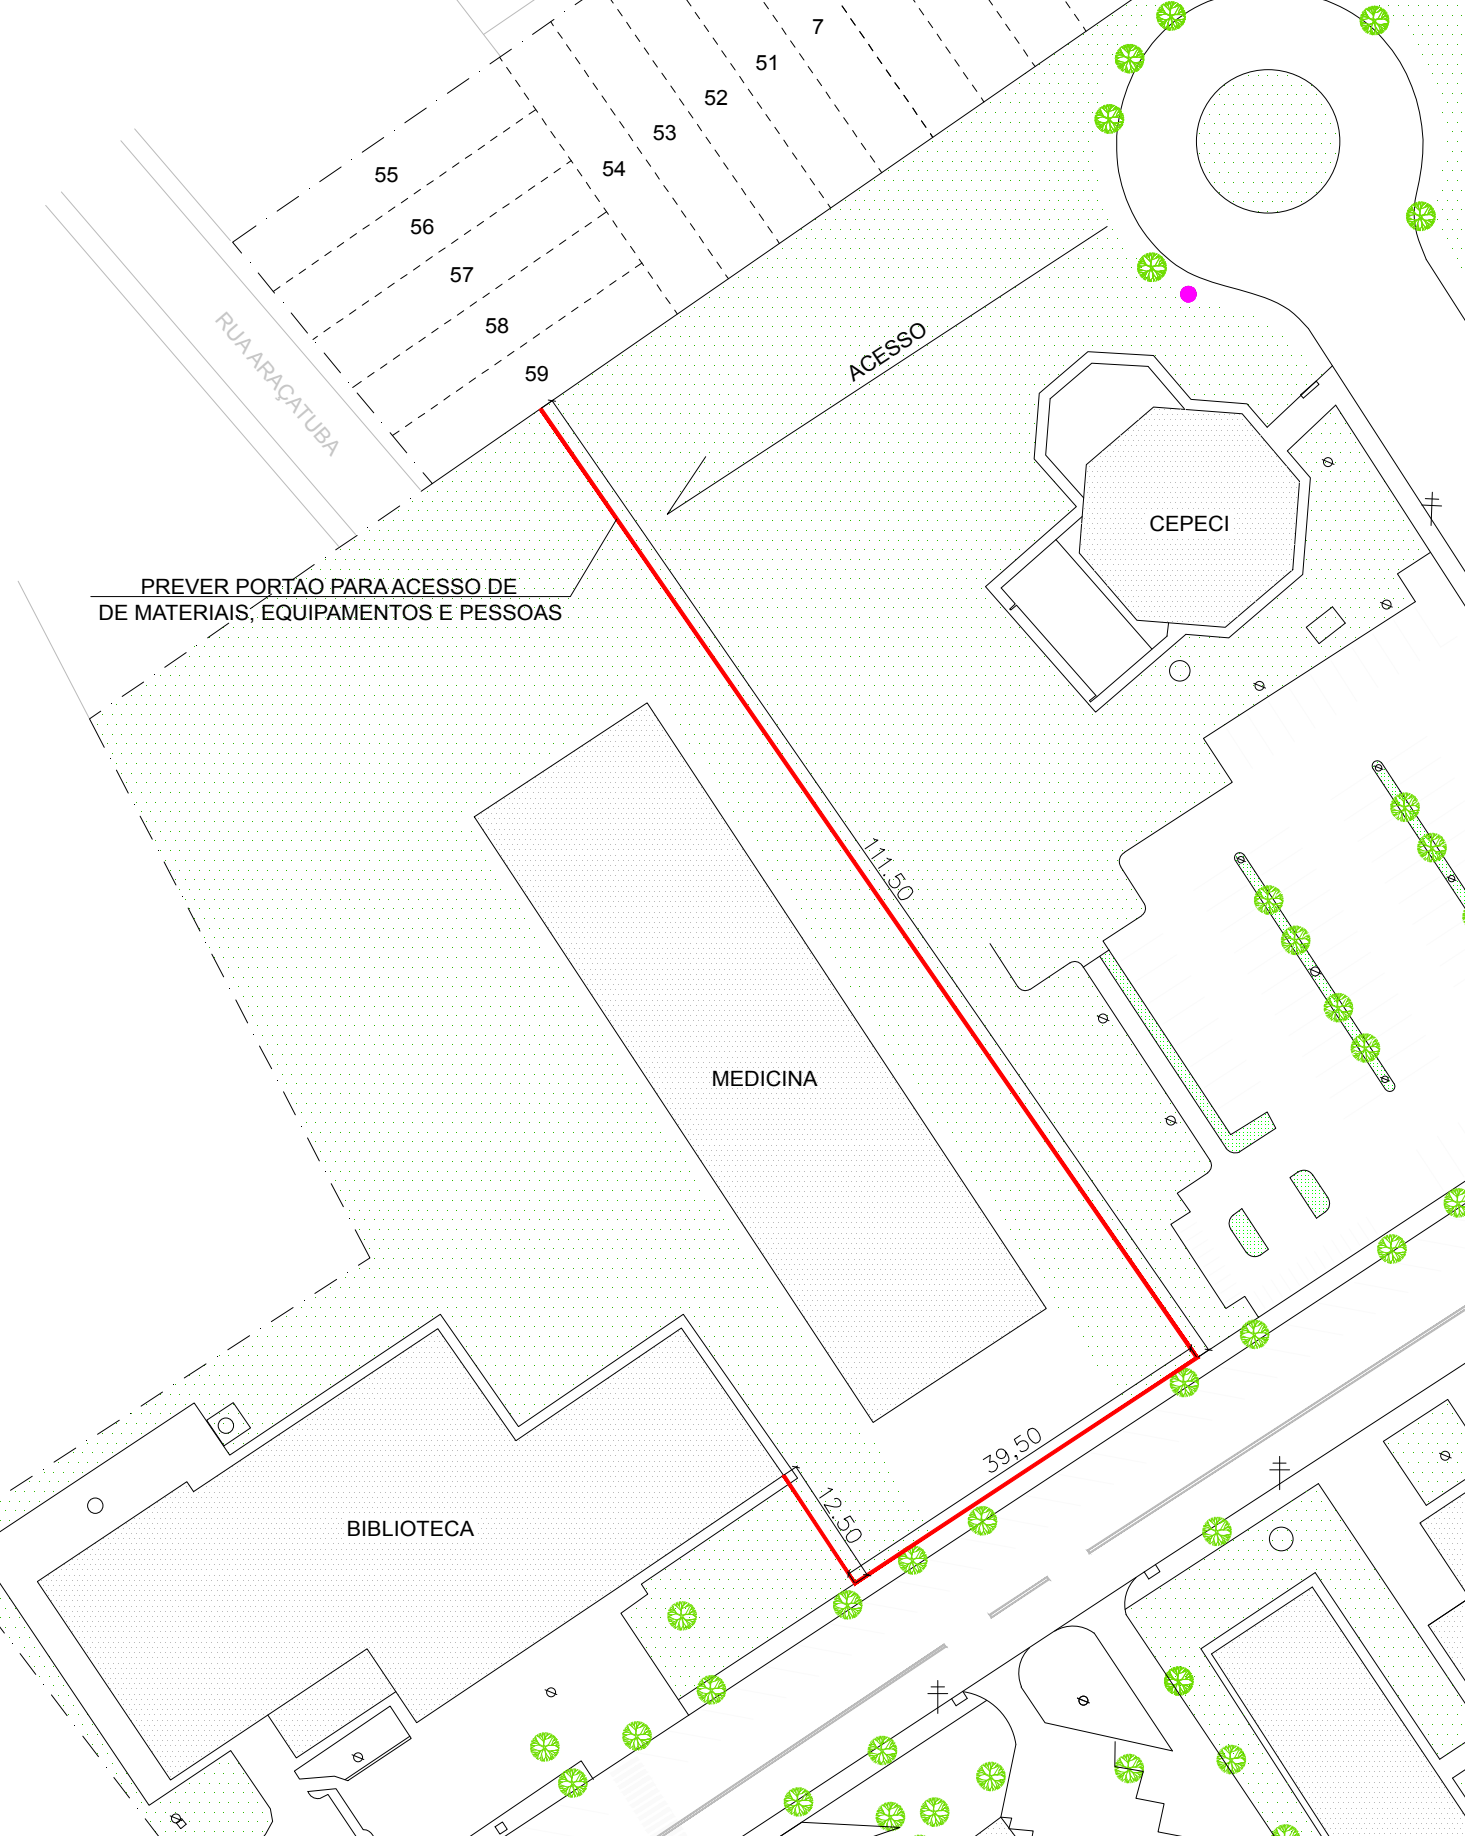 7
51
52
53
54
55
56
57
58
59
RUA ARAÇATUBA
ACESSO
CEPECI
PREVER PORTAO PARA ACESSO DE
DE MATERIAIS, EQUIPAMENTOS E PESSOAS
111.50
MEDICINA
39,50
12.50
BIBLIOTECA